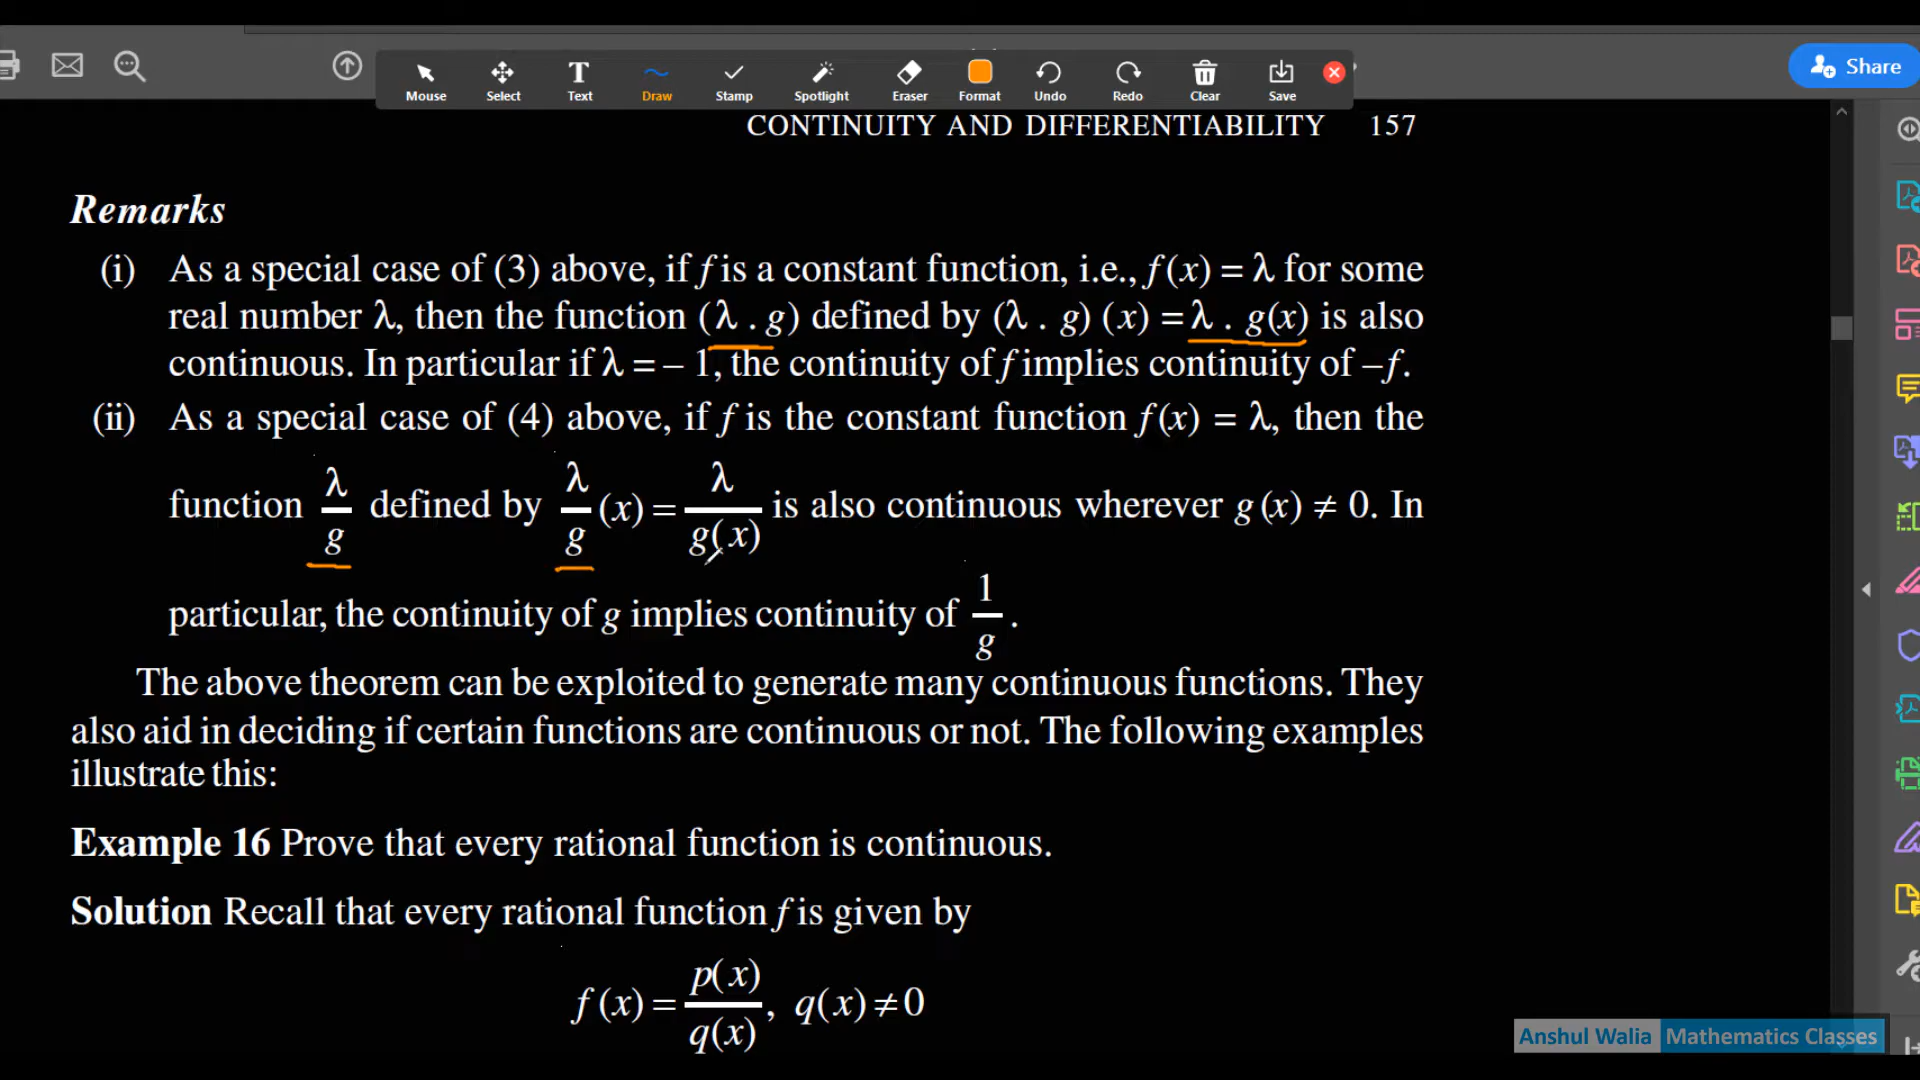 Share
Mouse Select Text Draw Stamp Spotlight Eraser Format Undo Redo Clear Save
CONTINUITY AND DIFFERENTIABILITY 157
Remarks
(i) As a special case of (3) above, if f is a constant function, i.e., f (x) = λ for some
real number λ, then the function (λ . g) defined by (λ . g) (x) = λ . g(x) is also
continuous. In particular if λ = – 1, the continuity of f implies continuity of –f.
(ii) As a special case of (4) above, if f is the constant function f (x) = λ, then the
function λ/g defined by λ/g (x) = λ/g(x) is also continuous wherever g (x) ≠ 0. In
particular, the continuity of g implies continuity of 1/g .
The above theorem can be exploited to generate many continuous functions. They
also aid in deciding if certain functions are continuous or not. The following examples
illustrate this:
Example 16 Prove that every rational function is continuous.
Solution Recall that every rational function f is given by
f (x) = p(x)/q(x), q(x) ≠ 0
Anshul Walia Mathematics Classes